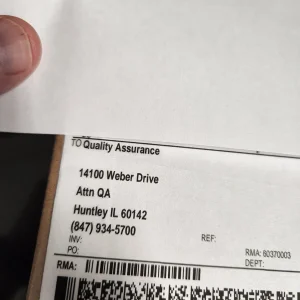 TO Quality Assurance
14100 Weber Drive
Attn QA
Huntley IL 60142
(847) 934-5700
INV:
REF:
PO:
RMA: 60370003
DEPT:
RMA: